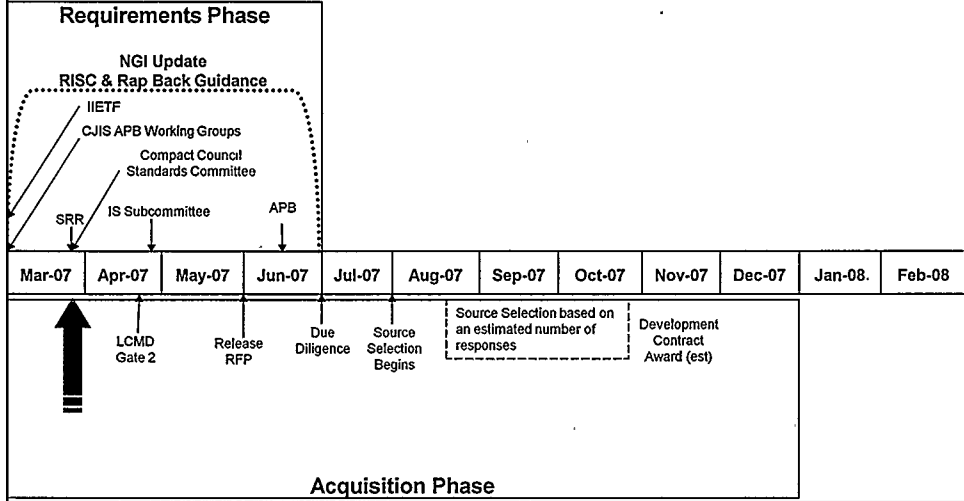 Requirements Phase
NGI Update
RISC & Rap Back Guidance
IIETF
CJIS APB Working Groups
Compact Council
Standards Committee
SRR
IS Subcommittee
APB
Mar-07 Apr-07 May-07 Jun-07 Jul-07 Aug-07 Sep-07 Oct-07 Nov-07 Dec-07 Jan-08. Feb-08
LCMD
Gate 2
Release
RFP
Due
Diligence
Source
Selection
Begins
Source Selection based on
an estimated number of
responses
Development
Contract
Award (est)
Acquisition Phase